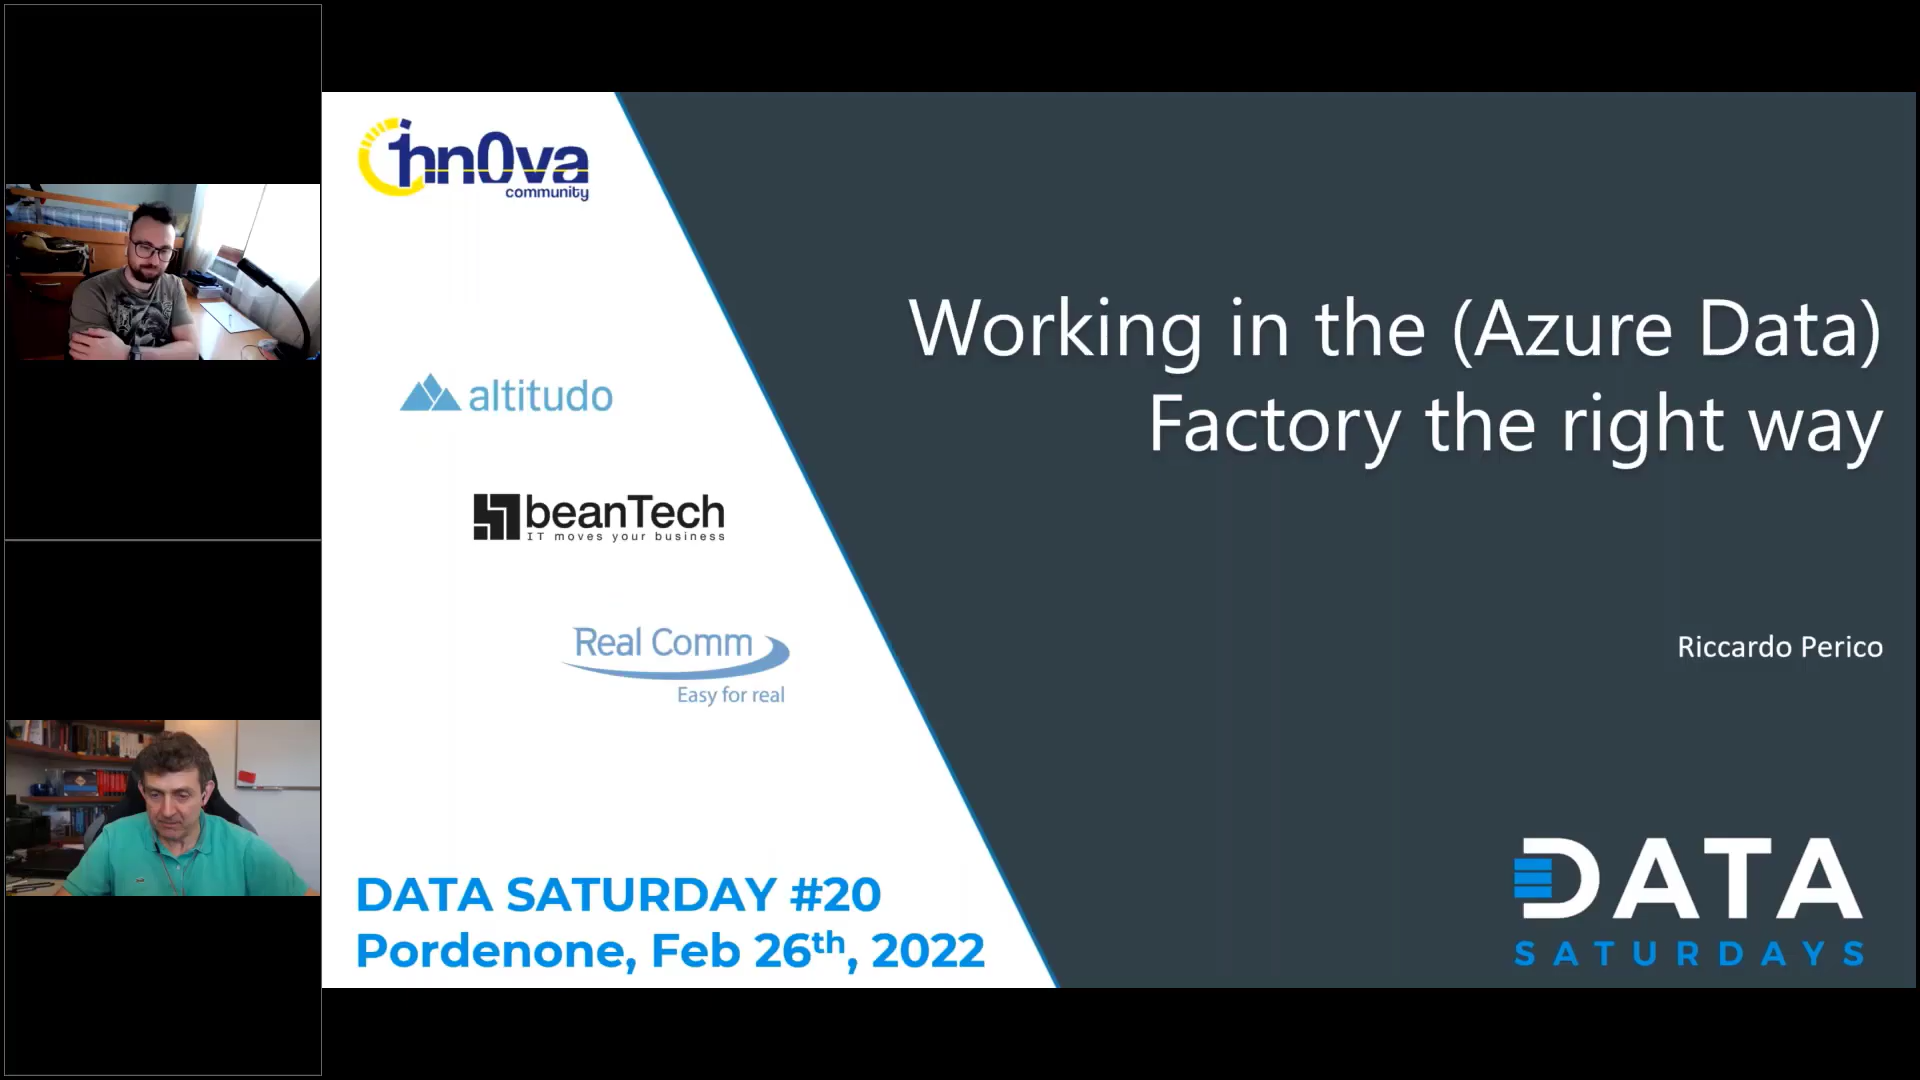 1nn0va
community
Working in the (Azure Data)
Factory the right way
altitudo
beanTech
IT moves your business
Real Comm
Easy for real
Riccardo Perico
DATA SATURDAY #20
Pordenone, Feb 26th, 2022
DATA
SATURDAYS